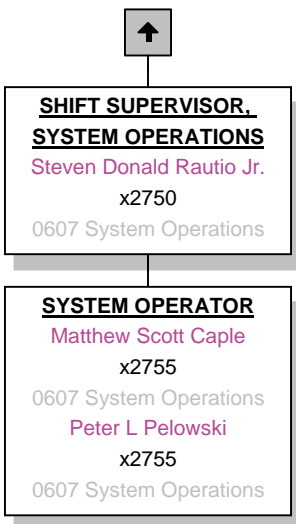 SHIFT SUPERVISOR,
SYSTEM OPERATIONS
Steven Donald Rautio Jr.
x2750
0607 System Operations
SYSTEM OPERATOR
Matthew Scott Caple
x2755
0607 System Operations
Peter L Pelowski
x2755
0607 System Operations